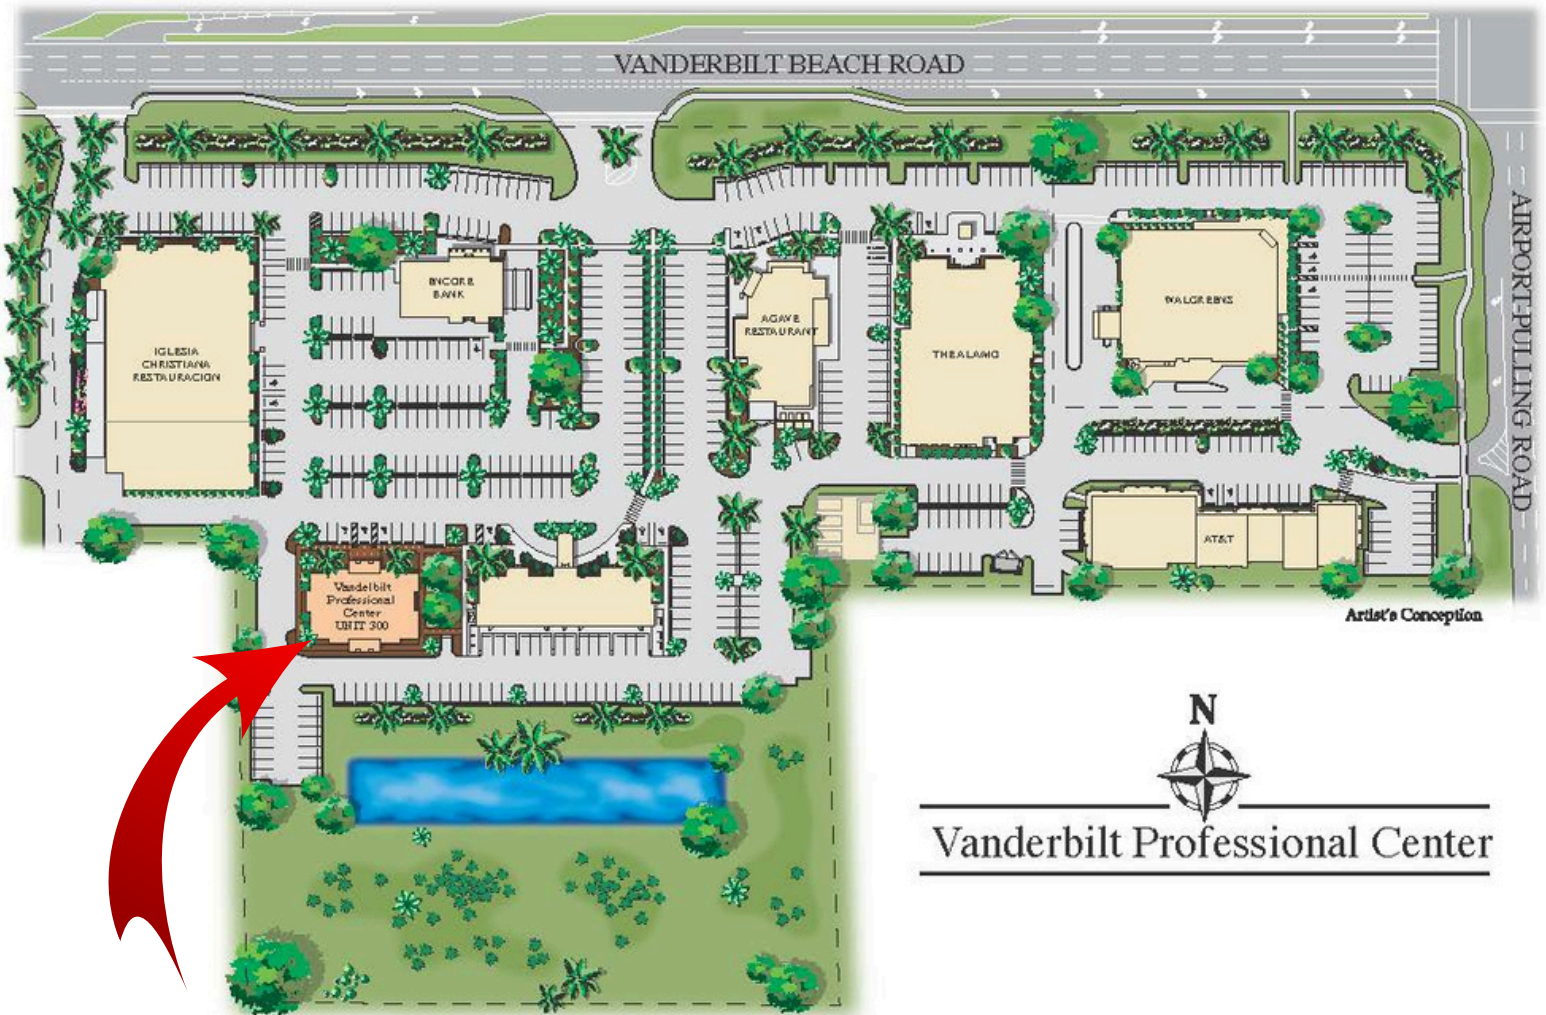 VANDERBILT BEACH ROAD
AIRPORT-PULLING ROAD
ENCORE
BANK
IGLESIA
CHRISTIANA
RESTAURACION
AGAVE
RESTAURANT
THE ALAMO
WALGREENS
AT&T
Vandelbilt
Professional
Center
UNIT 300
Artist's Conception
N
Vanderbilt Professional Center